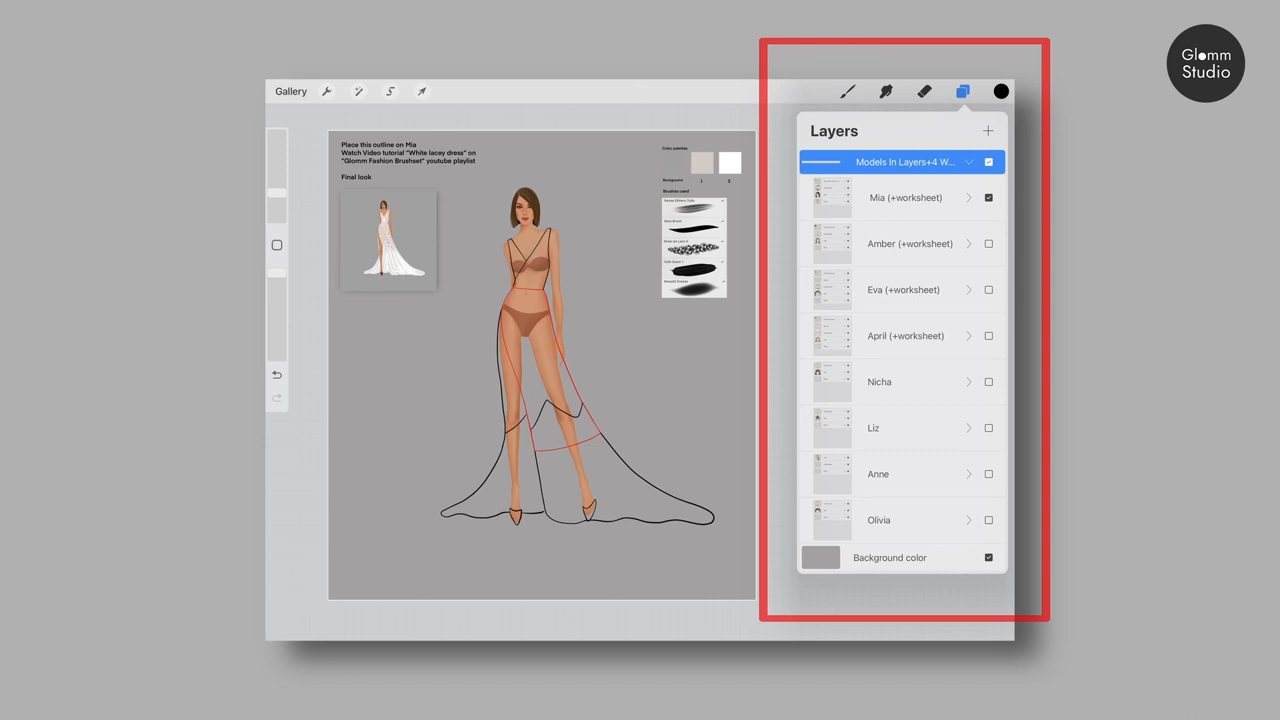 Glomm
Studio
Gallery
Layers
Models In Layers+4 W...
Mia (+worksheet)
Amber (+worksheet)
Eva (+worksheet)
April (+worksheet)
Nicha
Liz
Anne
Olivia
Background color
Place this outline on Mia
Watch Video tutorial "White lacey dress" on
"Glomm Fashion Brushset" youtube playlist
Final look
Color palettes
Background 1 2
Brushes used